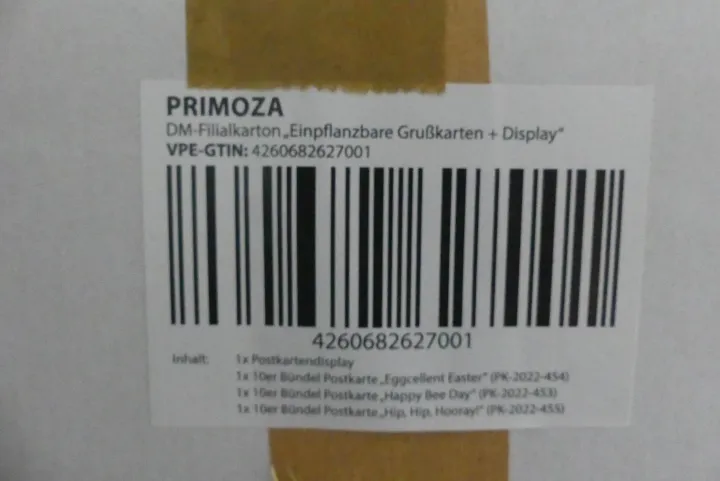 PRIMOZA
DM-Filialkarton „Einpflanzbare Grußkarten + Display“
VPE-GTIN: 4260682627001
4260682627001
Inhalt: 1x Postkartendisplay
1x 10er Bündel Postkarte „Eggcellent Easter“ (PK-2022-454)
1x 10er Bündel Postkarte „Happy Bee Day“ (PK-2022-453)
1x 10er Bündel Postkarte „Hip, Hip, Hooray!“ (PK-2022-455)